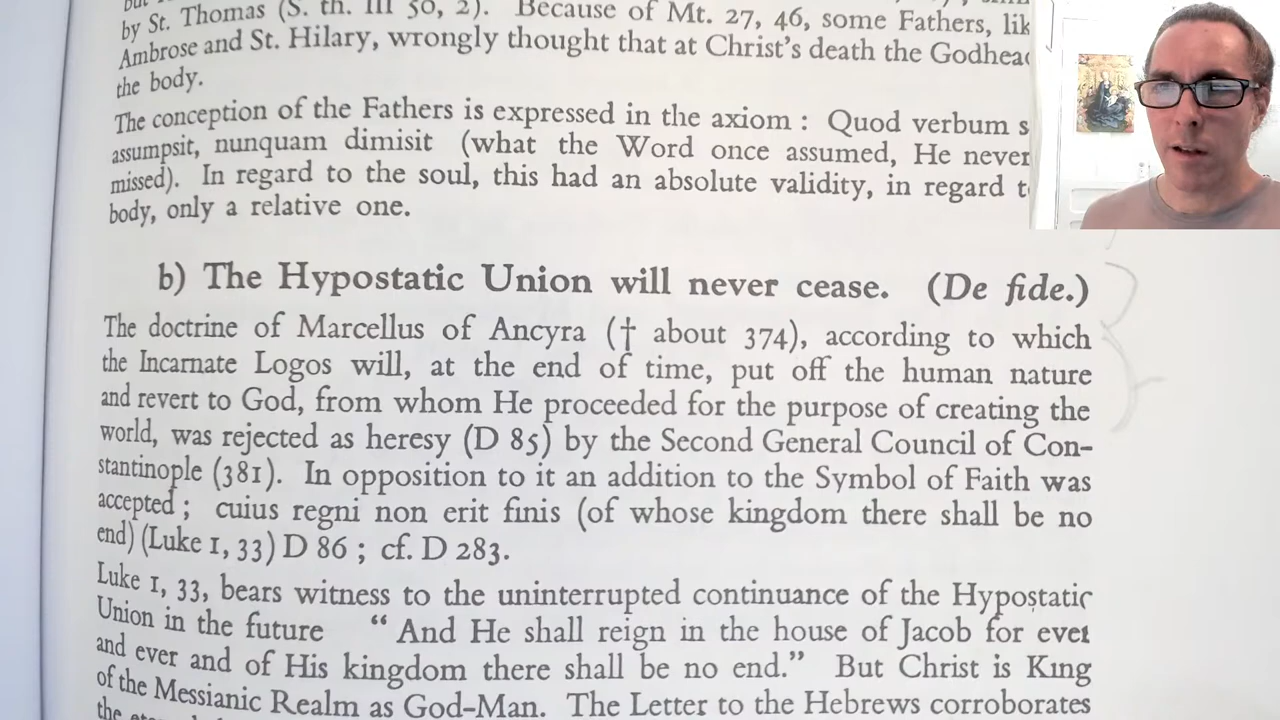 by St. Thomas (S. th. III 50, 2). Because of Mt. 27, 46, some Fathers, lik
Ambrose and St. Hilary, wrongly thought that at Christ's death the Godhead
the body.
The conception of the Fathers is expressed in the axiom : Quod verbum s
assumpsit, nunquam dimisit (what the Word once assumed, He never
missed). In regard to the soul, this had an absolute validity, in regard t
body, only a relative one.
b) The Hypostatic Union will never cease. (De fide.)
The doctrine of Marcellus of Ancyra († about 374), according to which
the Incarnate Logos will, at the end of time, put off the human nature
and revert to God, from whom He proceeded for the purpose of creating the
world, was rejected as heresy (D 85) by the Second General Council of Con-
stantinople (381). In opposition to it an addition to the Symbol of Faith was
accepted ; cuius regni non erit finis (of whose kingdom there shall be no
end) (Luke 1, 33) D 86 ; cf. D 283.
Luke 1, 33, bears witness to the uninterrupted continuance of the Hypostatic
Union in the future “ And He shall reign in the house of Jacob for ever
and ever and of His kingdom there shall be no end.” But Christ is King
of the Messianic Realm as God-Man. The Letter to the Hebrews corroborates
the